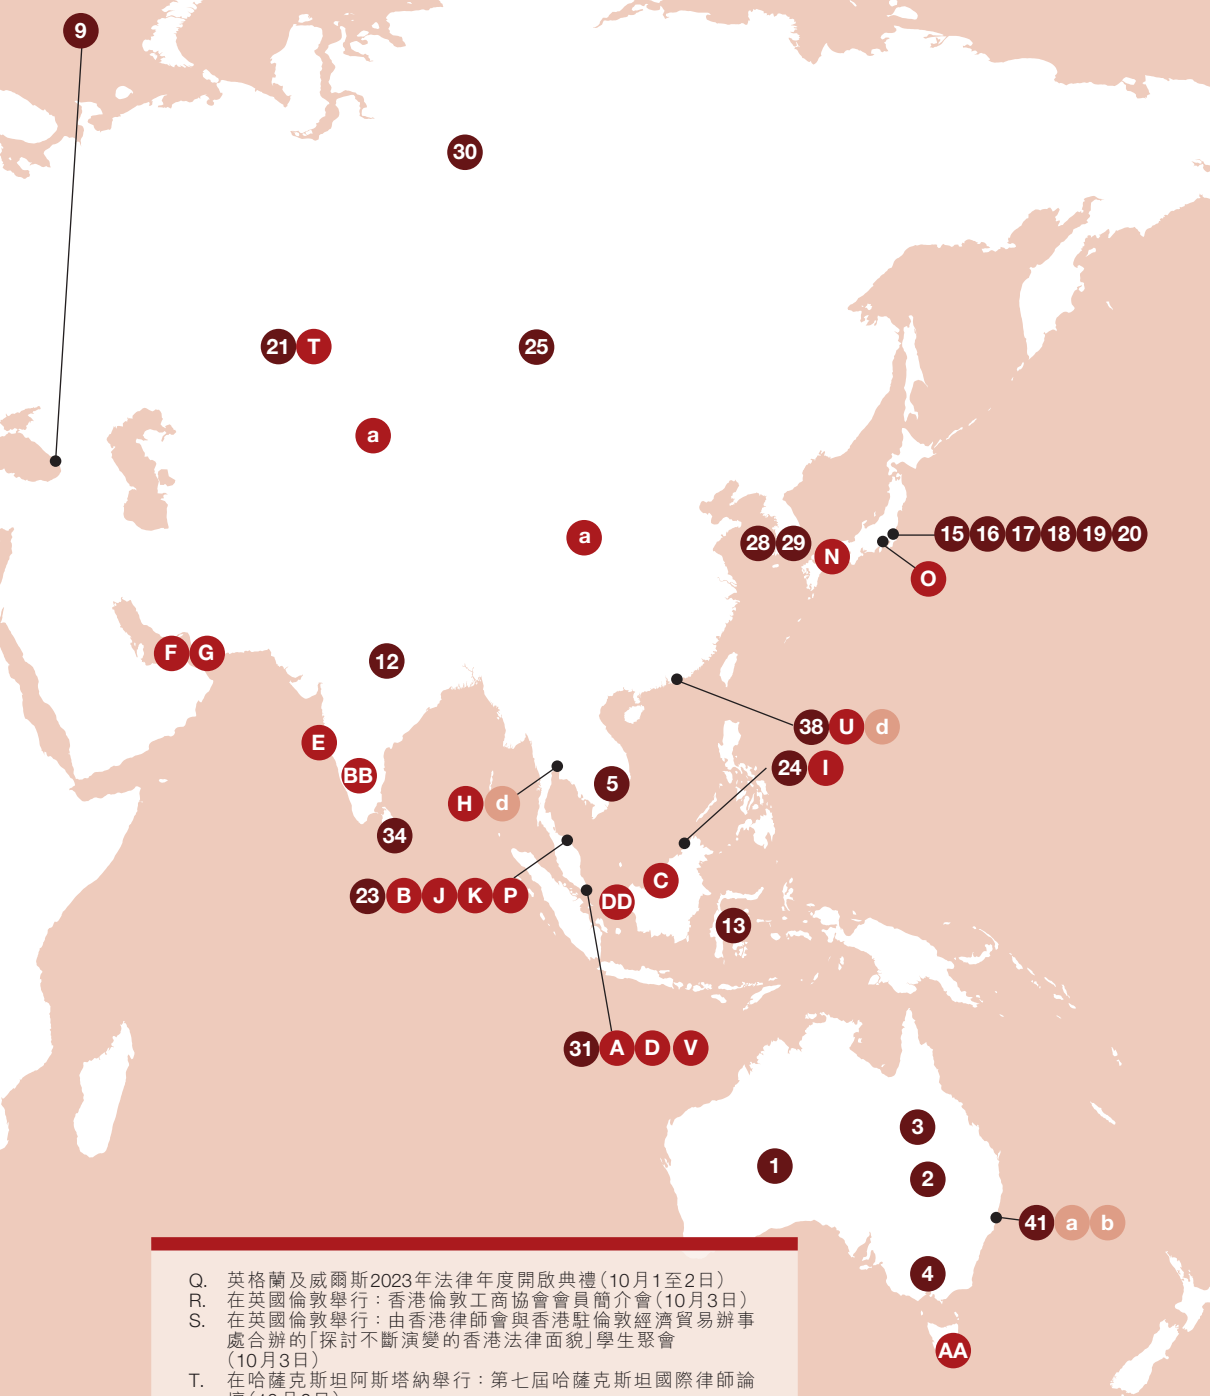 9
30
21 T
25
a
a
28 29 N
15 16 17 18 19 20
O
F G
12
38 U d
E
BB
24 I
5
H d
34
23 B J K P
C
DD
13
31 A D V
3
1
2
41 a b
4
AA
Q. 英格蘭及威爾斯2023年法律年度開啟典禮(10月1至2日)
R. 在英國倫敦舉行：香港倫敦工商協會會員簡介會(10月3日)
S. 在英國倫敦舉行：由香港律師會與香港駐倫敦經濟貿易辦事
處合辦的「探討不斷演變的香港法律面貌」學生聚會
(10月3日)
T. 在哈薩克斯坦阿斯塔納舉行：第七屆哈薩克斯坦國際律師論